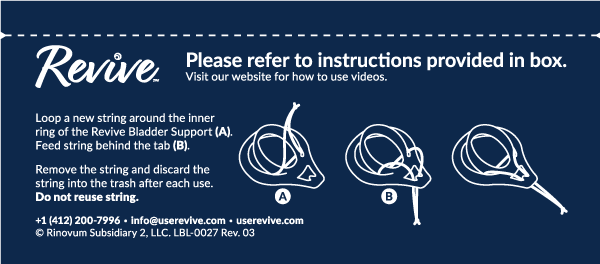 Revive™
Please refer to instructions provided in box.
Visit our website for how to use videos.
Loop a new string around the inner
ring of the Revive Bladder Support (A).
Feed string behind the tab (B).
Remove the string and discard the
string into the trash after each use.
Do not reuse string.
A
B
+1 (412) 200-7996 • info@userevive.com • userevive.com
© Rinovum Subsidiary 2, LLC. LBL-0027 Rev. 03